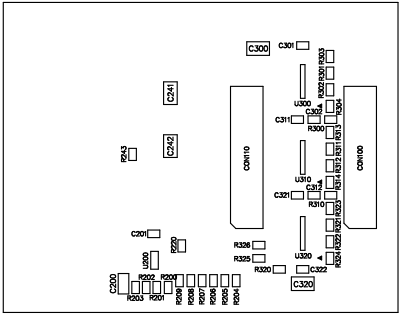 C301
C300
R303
R301
R302
U300
C302
R304
C241
C311
R300
R313
C242
R311
R243
CON110
CON100
R312
U310
R314
C312
C321
R310
R323
R321
C201
R220
R326
R322
U200
R325
U320
R324
R320
C322
C200
R202
R200
C320
R203
R201
R209
R208
R207
R206
R205
R204